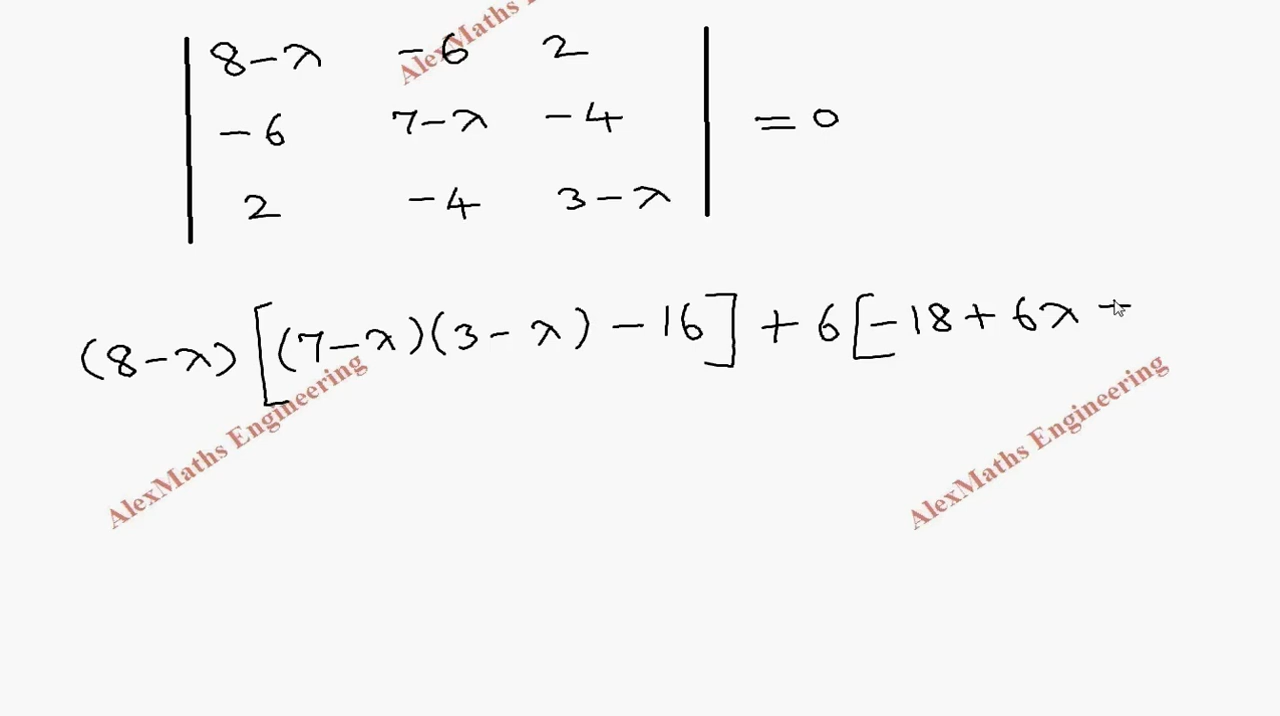 8-λ -6 2
-6 7-λ -4 = 0
2 -4 3-λ
(8-λ)[(7-λ)(3-λ)-16] + 6[-18+6λ +
AlexMaths
AlexMaths Engineering
AlexMaths Engineering